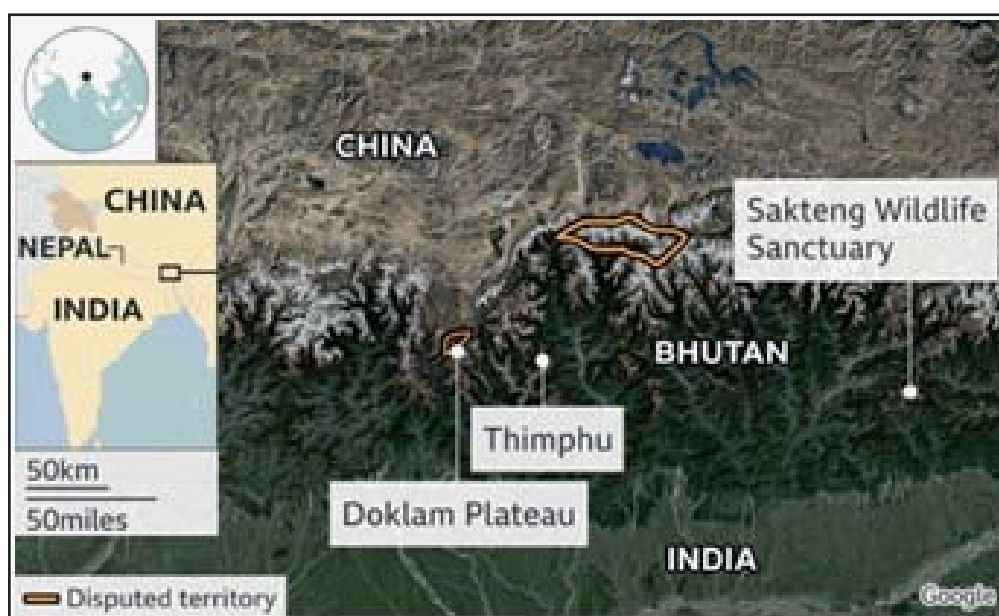 CHINA
Sakteng Wildlife
Sanctuary
CHINA
NEPAL
INDIA
BHUTAN
Thimphu
50km
50miles
Doklam Plateau
INDIA
Disputed territory
Google